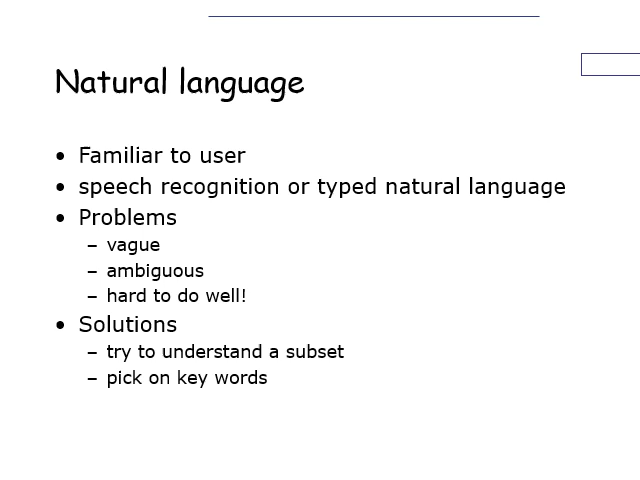 Natural language
• Familiar to user
• speech recognition or typed natural language
• Problems
– vague
– ambiguous
– hard to do well!
• Solutions
– try to understand a subset
– pick on key words